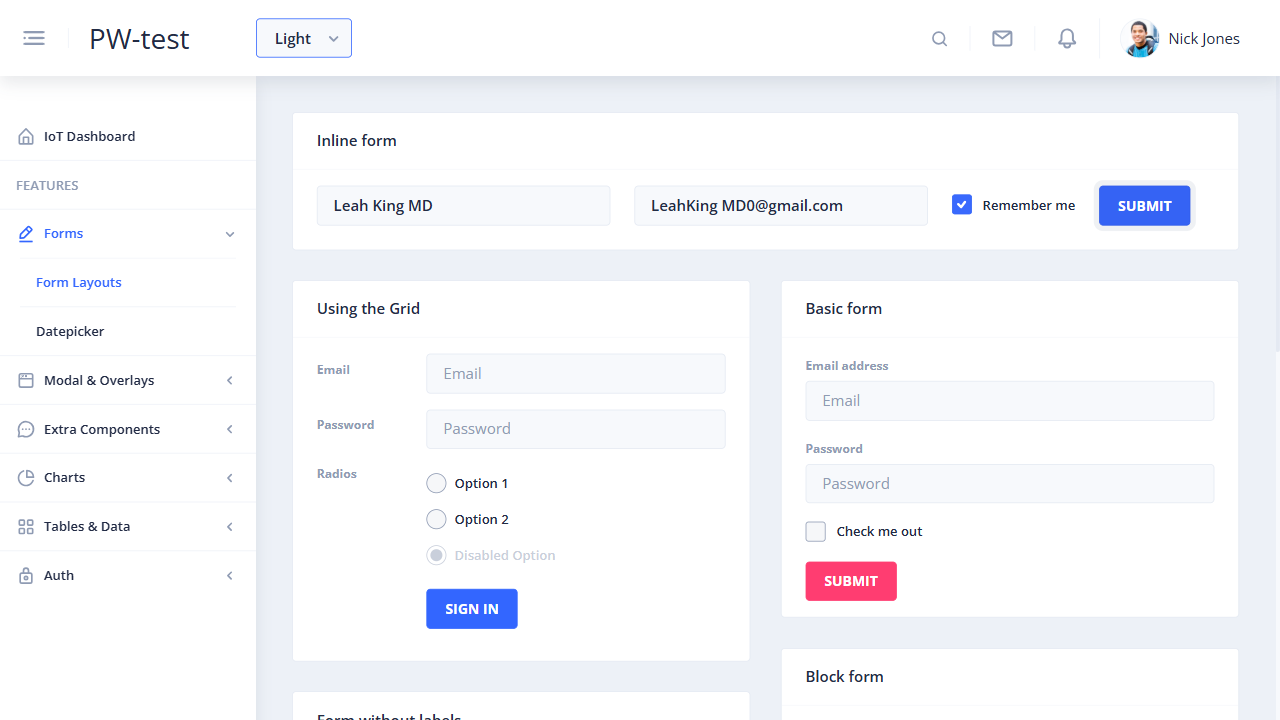 PW-test
Light
Nick Jones
IoT Dashboard
FEATURES
Forms
Form Layouts
Datepicker
Modal & Overlays
Extra Components
Charts
Tables & Data
Auth
Inline form
Leah King MD
LeahKing MD0@gmail.com
Remember me
SUBMIT
Using the Grid
Email
Email
Password
Password
Radios
Option 1
Option 2
Disabled Option
SIGN IN
Basic form
Email address
Email
Password
Password
Check me out
SUBMIT
Form without labels
Block form